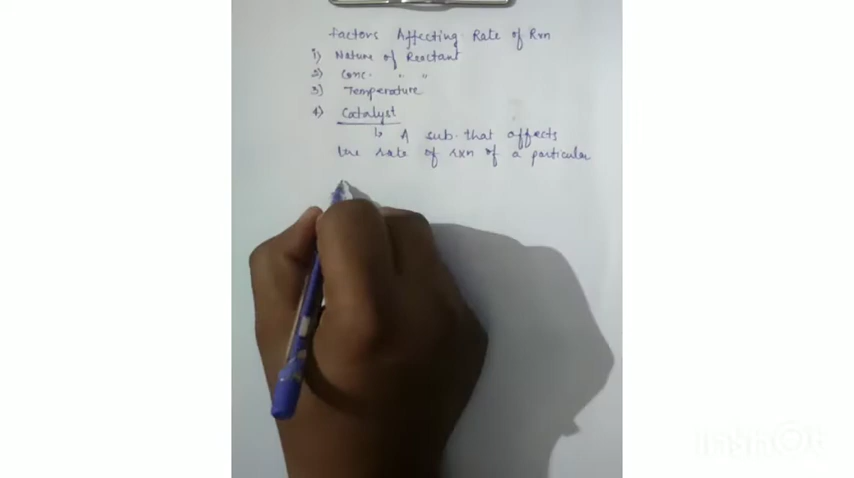 Factors Affecting Rate of Rxn
1) Nature of Reactant
2) Conc. " "
3) Temperature
4) Catalyst
↳ A sub. that affects
the rate of rxn of a particular